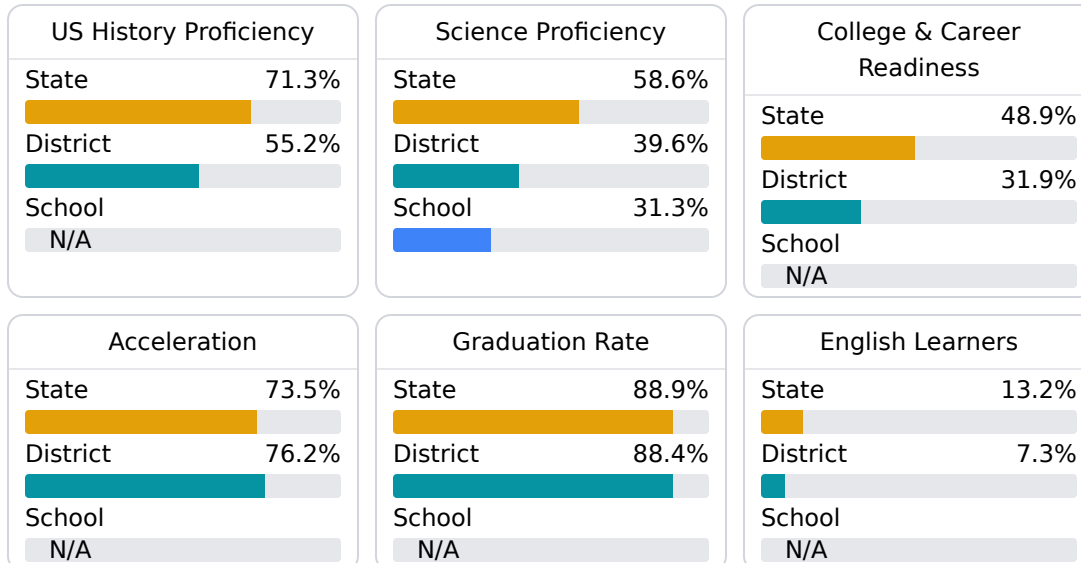 US History Proficiency
State 71.3%
District 55.2%
School
N/A
Science Proficiency
State 58.6%
District 39.6%
School 31.3%
College & Career
Readiness
State 48.9%
District 31.9%
School
N/A
Acceleration
State 73.5%
District 76.2%
School
N/A
Graduation Rate
State 88.9%
District 88.4%
School
N/A
English Learners
State 13.2%
District 7.3%
School
N/A